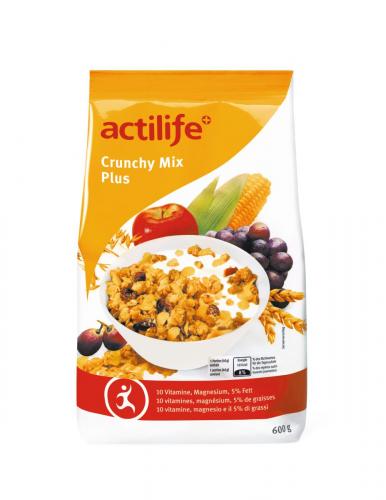 actilife+
Crunchy Mix
Plus
10 Vitamine, Magnesium, 5% Fett
10 vitamines, magnésium, 5% de graisses
10 vitamine, magnesio e il 5% di grassi
600 g